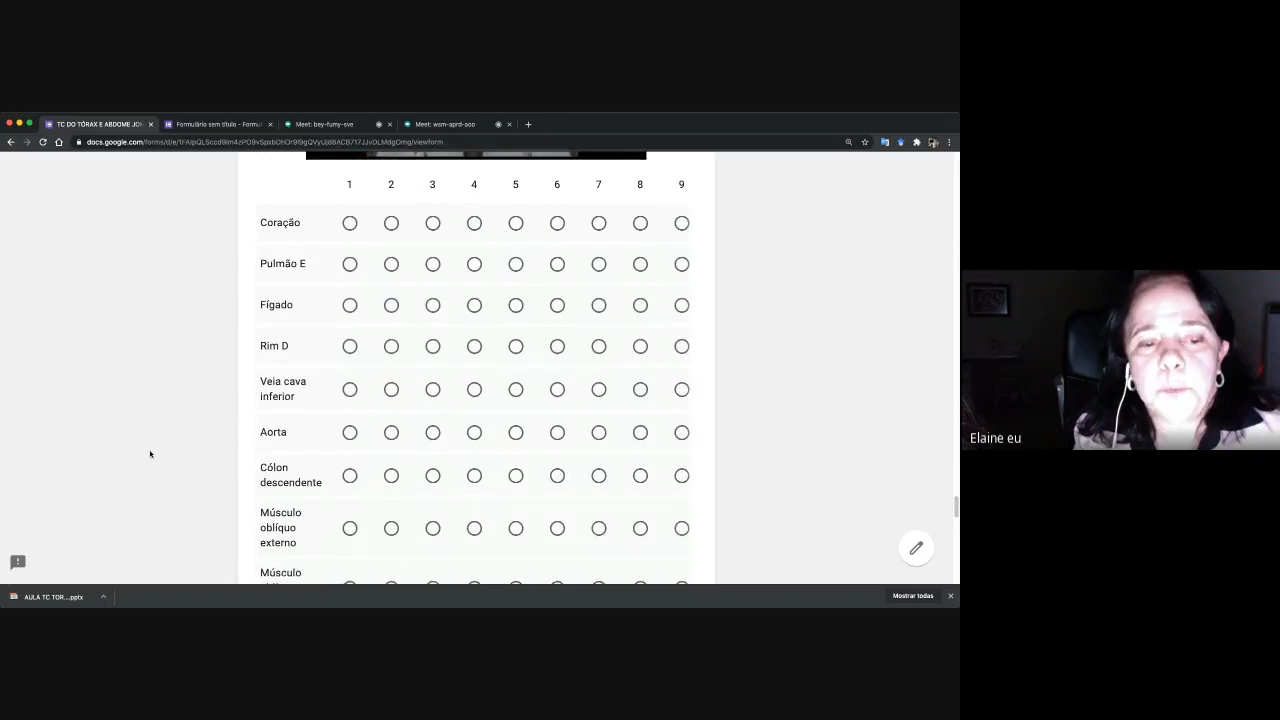 TC DO TÓRAX E ABDOME JO
Formulário sem título - Formul
Meet: bey-fumy-sve
Meet: wsm-aprd-aoo
1 2 3 4 5 6 7 8 9
Coração
Pulmão E
Fígado
Rim D
Veia cava
inferior
Aorta
Cólon
descendente
Músculo
oblíquo
externo
Músculo
Elaine eu
AULA TC TOR....pptx
Mostrar todas